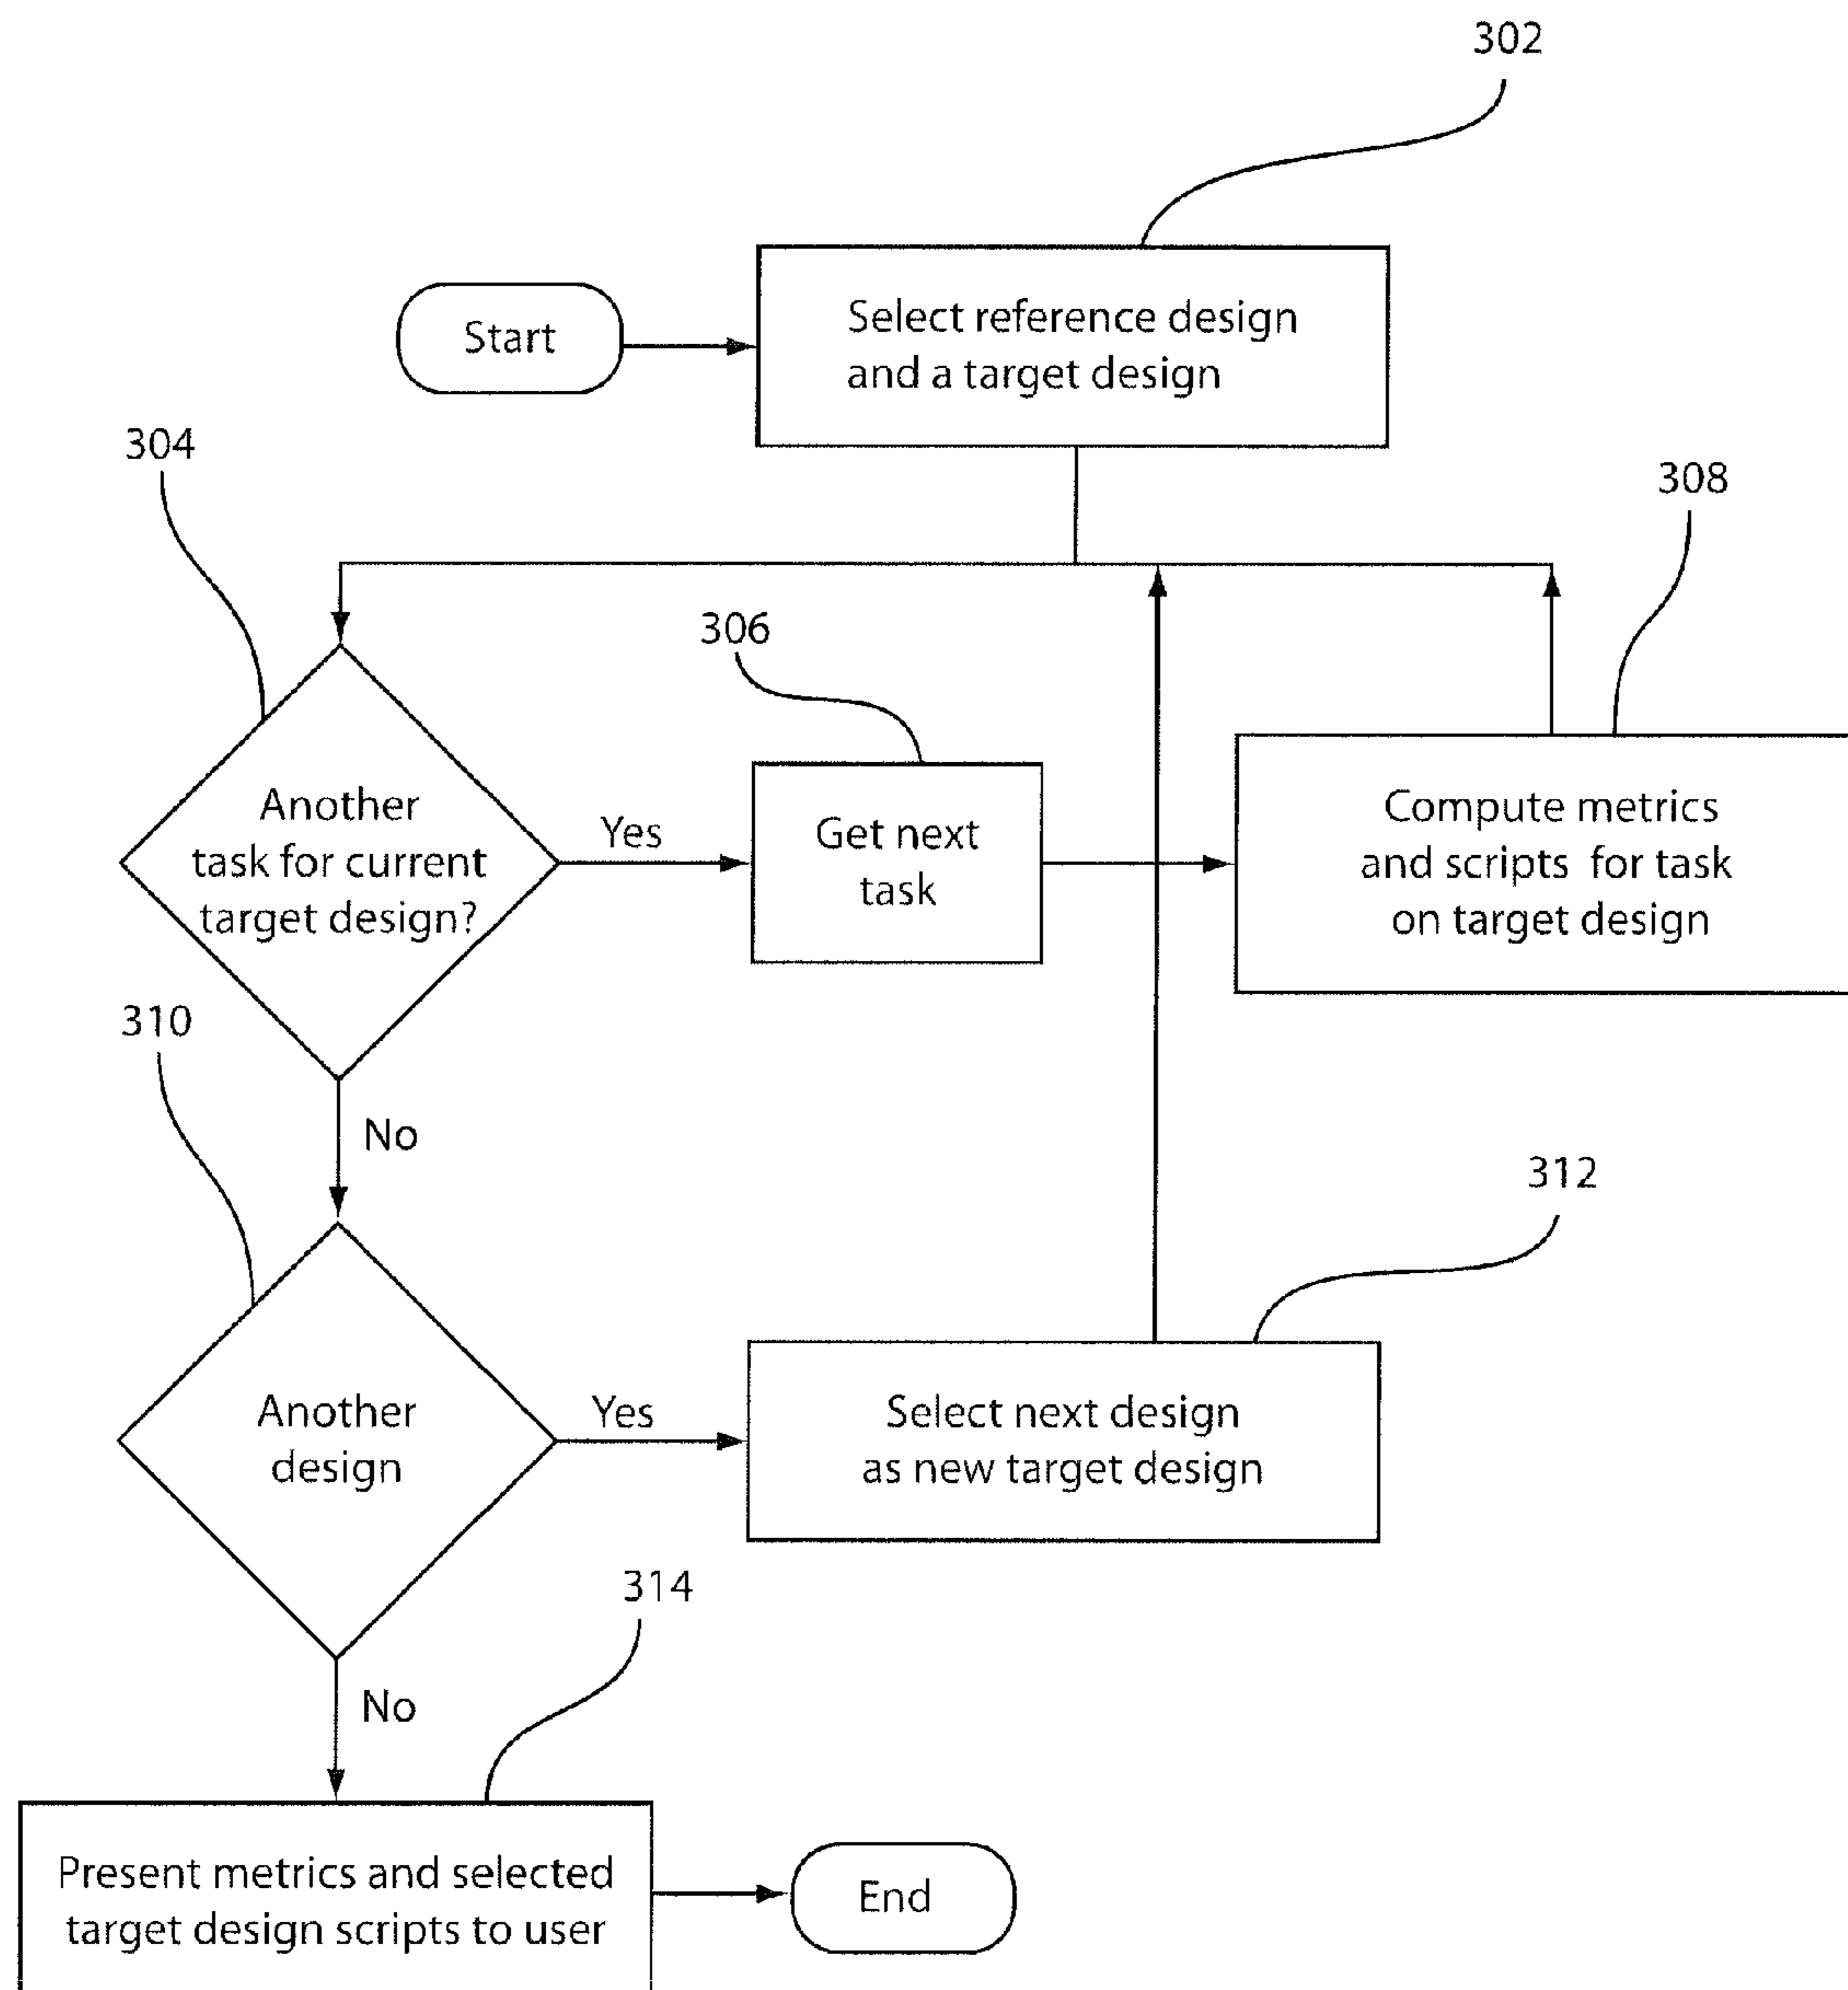 302
Start
Select reference design
and a target design
304
308
306
Another
task for current
target design?
Yes
Get next
task
Compute metrics
and scripts for task
on target design
310
No
312
Another
design
Yes
Select next design
as new target design
314
No
Present metrics and selected
target design scripts to user
End